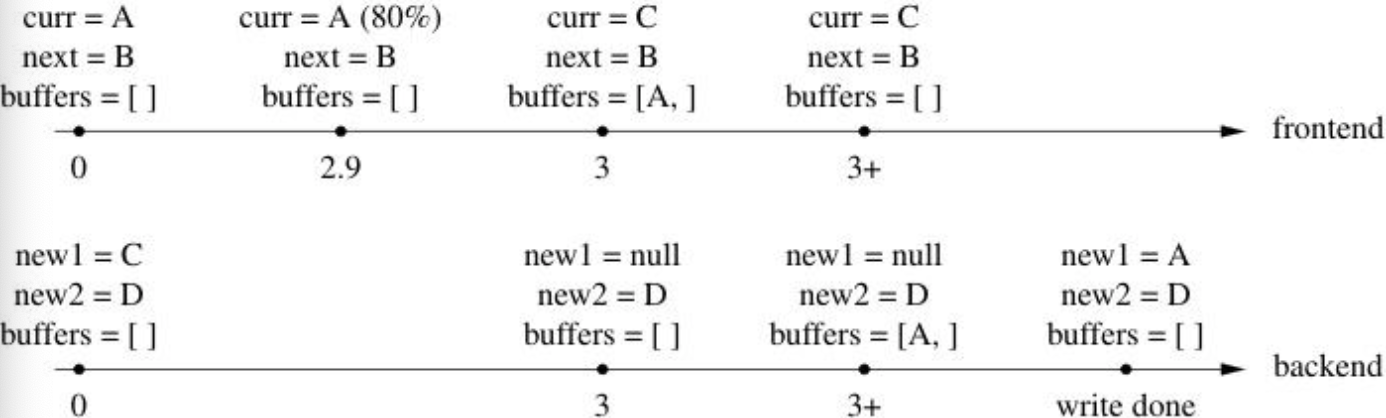 curr = A curr = A (80%) curr = C curr = C
next = B next = B next = B next = B
buffers = [ ] buffers = [ ] buffers = [A, ] buffers = [ ]
frontend
0 2.9 3 3+
new1 = C new1 = null new1 = null new1 = A
new2 = D new2 = D new2 = D new2 = D
buffers = [ ] buffers = [ ] buffers = [A, ] buffers = [ ]
backend
0 3 3+ write done